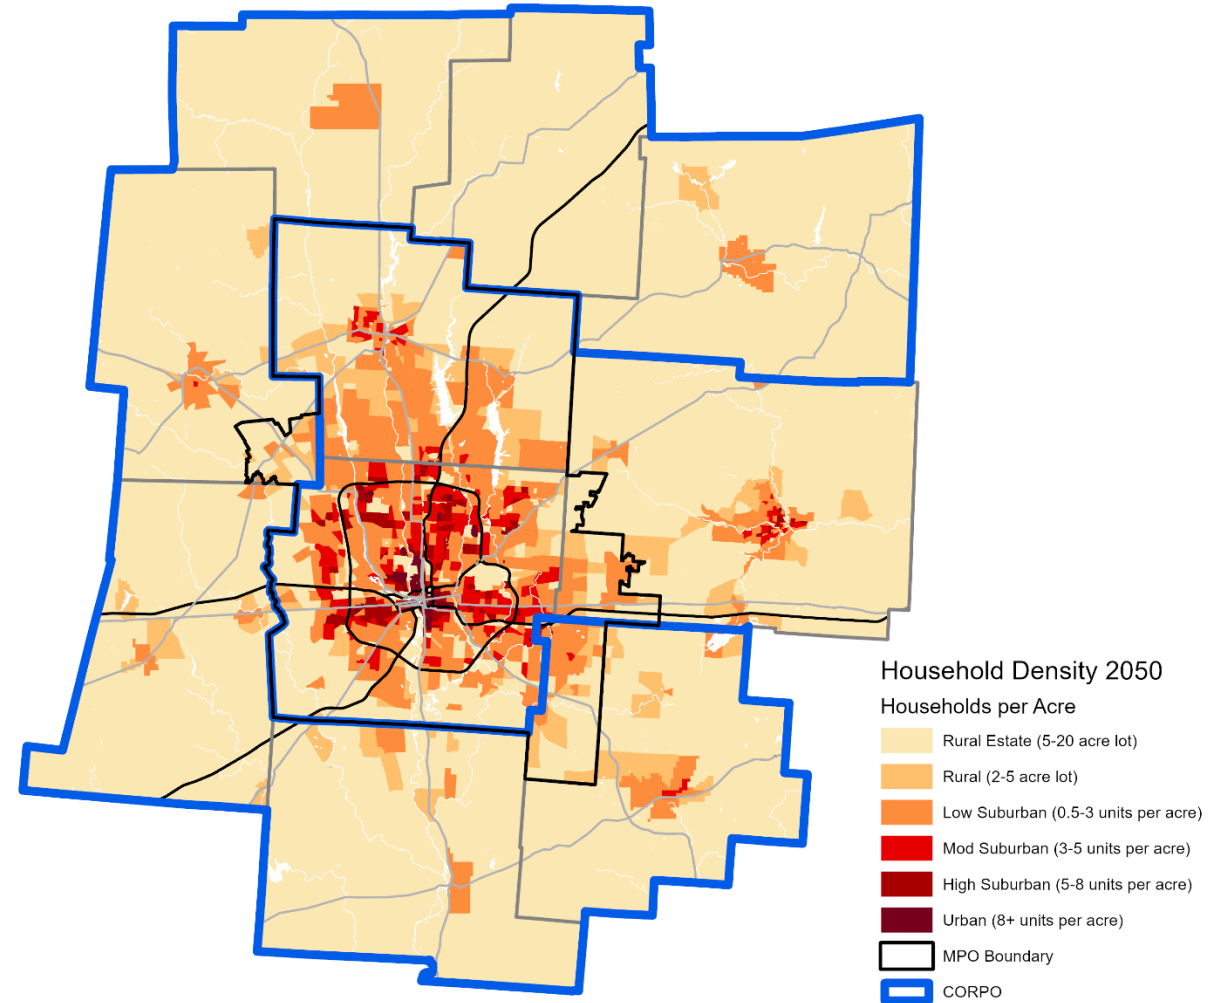 Household Density 2050
Households per Acre
Rural Estate (5-20 acre lot)
Rural (2-5 acre lot)
Low Suburban (0.5-3 units per acre)
Mod Suburban (3-5 units per acre)
High Suburban (5-8 units per acre)
Urban (8+ units per acre)
MPO Boundary
CORPO